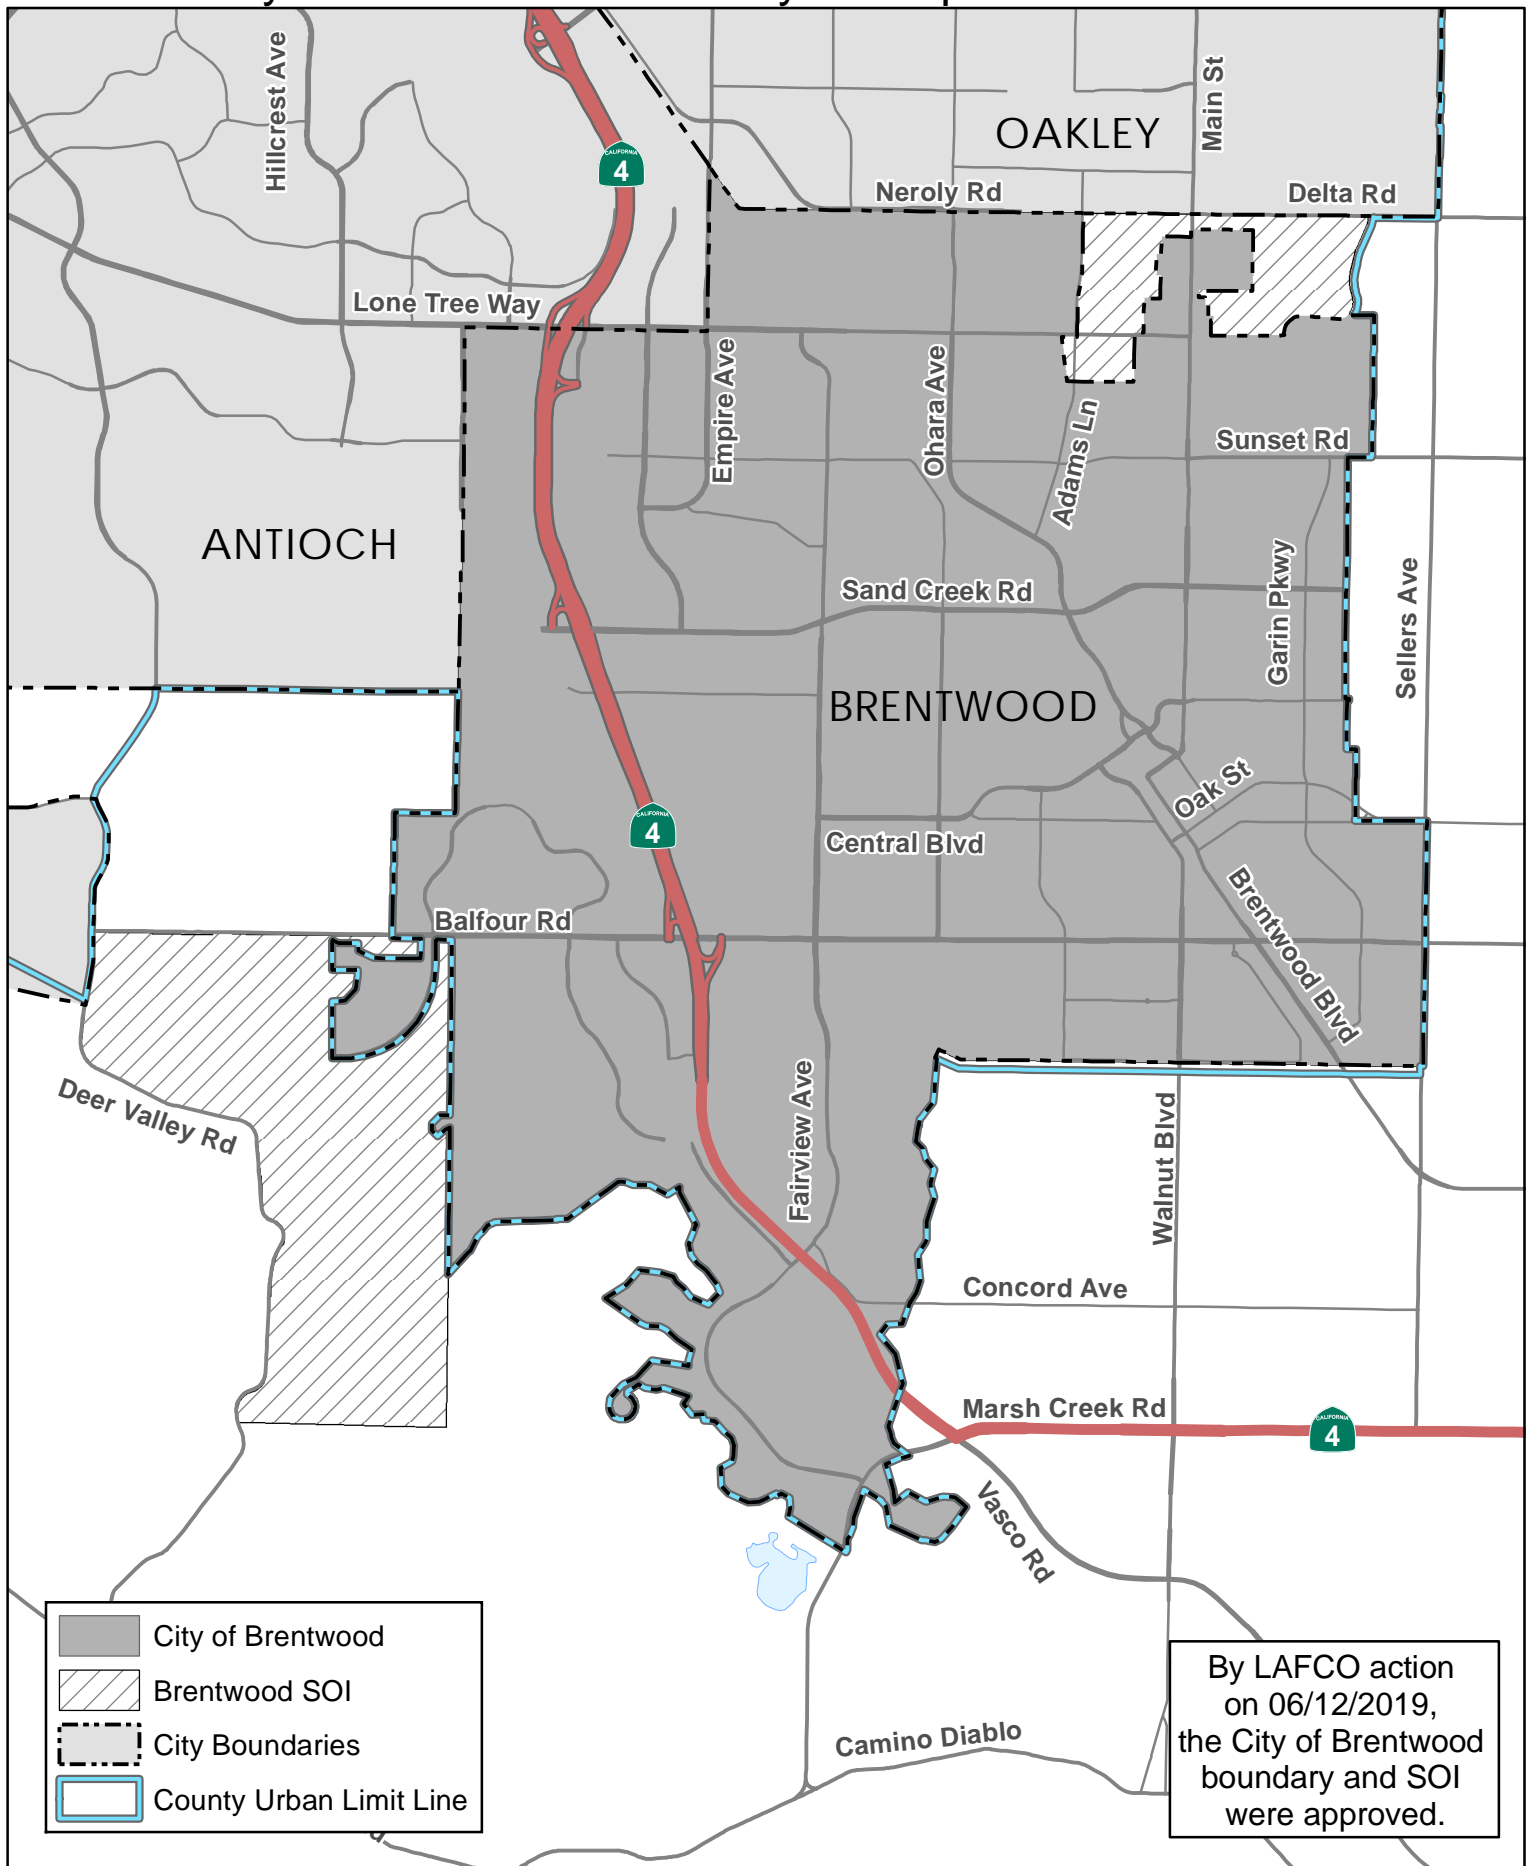 Hillcrest Ave
Main St
OAKLEY
CALIFORNIA
4
Neroly Rd
Delta Rd
Lone Tree Way
Empire Ave
Ohara Ave
Adams Ln
Sunset Rd
ANTIOCH
Sand Creek Rd
Garin Pkwy
Sellers Ave
BRENTWOOD
Oak St
CALIFORNIA
4
Central Blvd
Brentwood Blvd
Balfour Rd
Deer Valley Rd
Fairview Ave
Walnut Blvd
Concord Ave
Marsh Creek Rd
CALIFORNIA
4
Vasco Rd
Camino Diablo
City of Brentwood
Brentwood SOI
City Boundaries
County Urban Limit Line
By LAFCO action
on 06/12/2019,
the City of Brentwood
boundary and SOI
were approved.